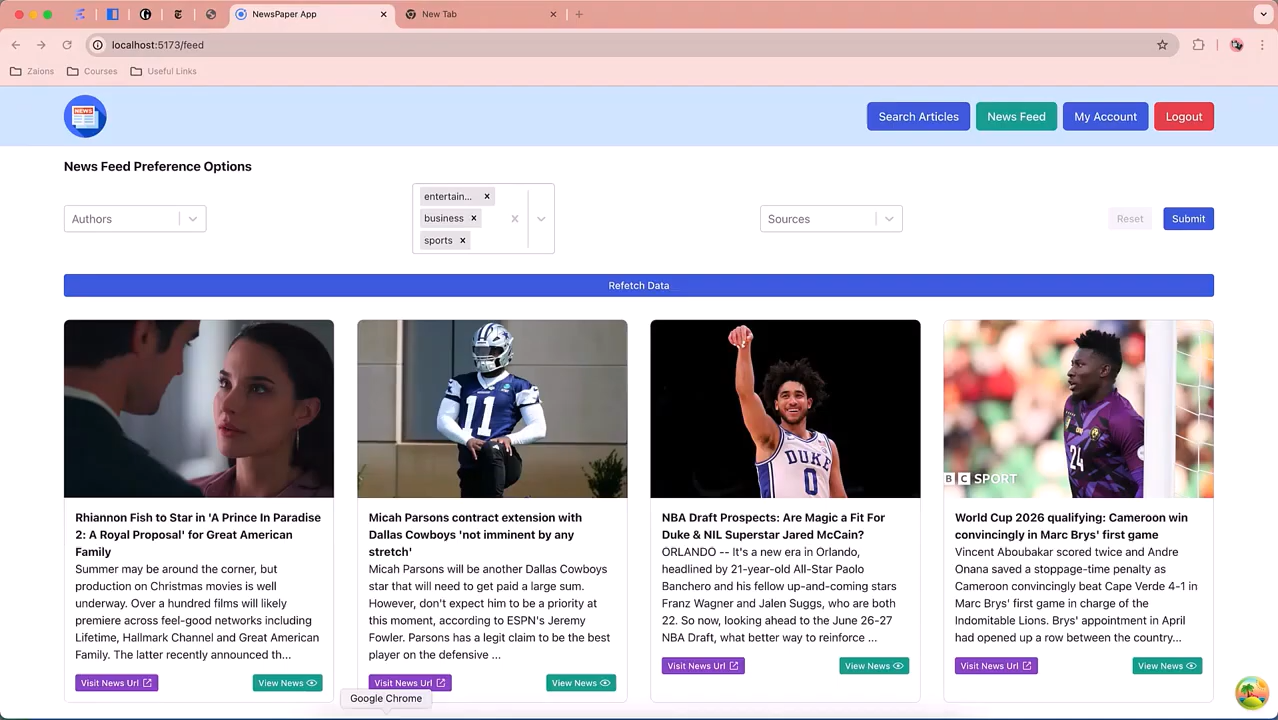 NewsPaper App
New Tab
localhost:5173/feed
Zaions
Courses
Useful Links
NEWS
Search Articles
News Feed
My Account
Logout
News Feed Preference Options
Authors
entertain...
business
sports
Sources
Reset
Submit
Refetch Data
11
DUKE
0
24
BBC SPORT
Rhiannon Fish to Star in 'A Prince In Paradise
2: A Royal Proposal' for Great American
Family
Summer may be around the corner, but
production on Christmas movies is well
underway. Over a hundred films will likely
premiere across feel-good networks including
Lifetime, Hallmark Channel and Great American
Family. The latter recently announced th...
Visit News Url
View News
Micah Parsons contract extension with
Dallas Cowboys 'not imminent by any
stretch'
Micah Parsons will be another Dallas Cowboys
star that will need to get paid a large sum.
However, don't expect him to be a priority at
this moment, according to ESPN's Jeremy
Fowler. Parsons has a legit claim to be the best
player on the defensive ...
Visit News Url
View News
NBA Draft Prospects: Are Magic a Fit For
Duke & NIL Superstar Jared McCain?
ORLANDO -- It's a new era in Orlando,
headlined by 21-year-old All-Star Paolo
Banchero and his fellow up-and-coming stars
Franz Wagner and Jalen Suggs, who are both
22. So now, looking ahead to the June 26-27
NBA Draft, what better way to reinforce ...
Visit News Url
View News
World Cup 2026 qualifying: Cameroon win
convincingly in Marc Brys' first game
Vincent Aboubakar scored twice and Andre
Onana saved a stoppage-time penalty as
Cameroon convincingly beat Cape Verde 4-1 in
Marc Brys' first game in charge of the
Indomitable Lions. Brys' appointment in April
had opened up a row between the country...
Visit News Url
View News
Google Chrome